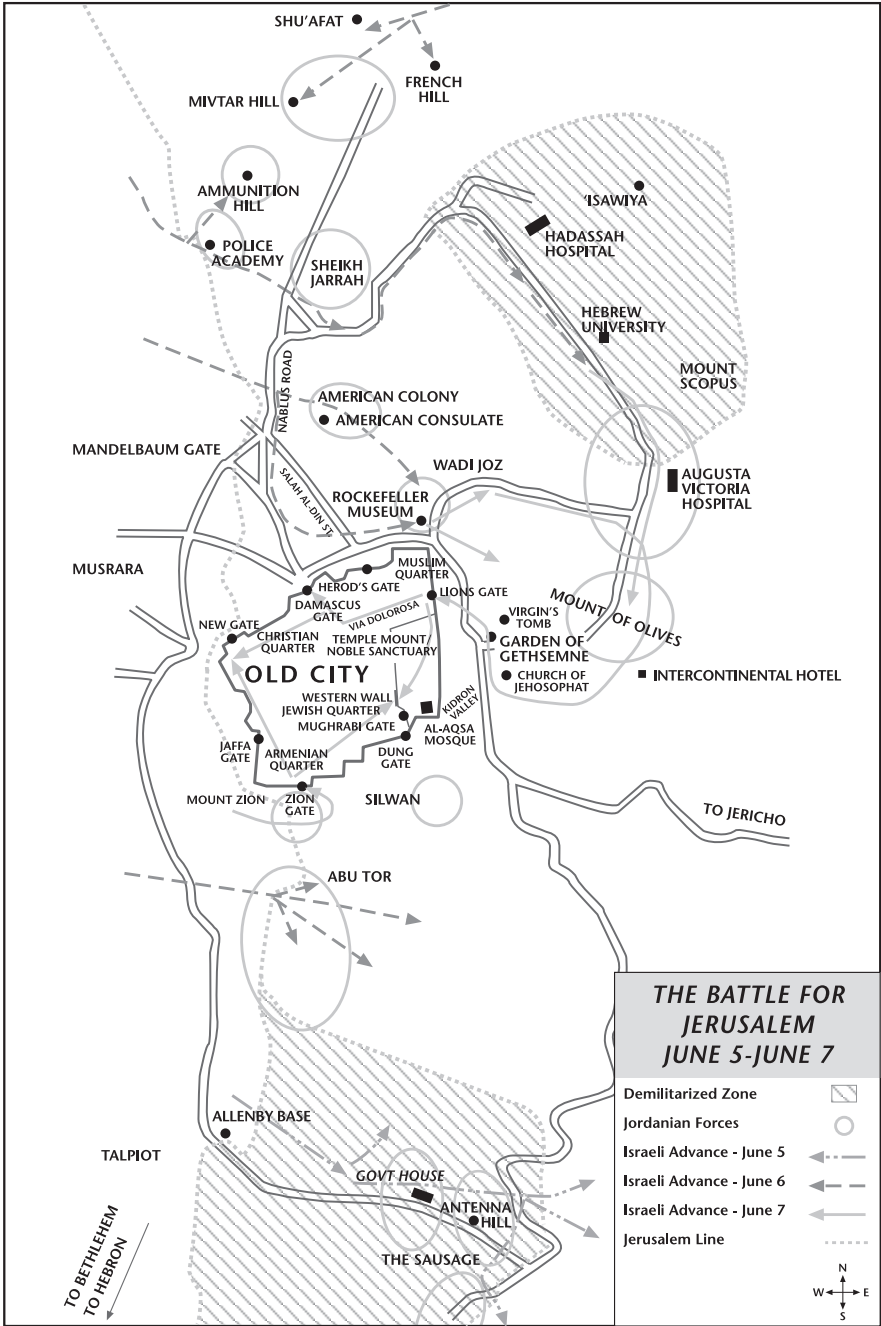 SHU'AFAT
FRENCH
HILL
MIVTAR HILL
AMMUNITION
HILL
'ISAWIYA
HADASSAH
HOSPITAL
POLICE
ACADEMY
SHEIKH
JARRAH
HEBREW
UNIVERSITY
MOUNT
SCOPUS
NABLUS ROAD
AMERICAN COLONY
AMERICAN CONSULATE
MANDELBAUM GATE
SALAH AL-DIN ST.
WADI JOZ
ROCKEFELLER
MUSEUM
AUGUSTA
VICTORIA
HOSPITAL
MUSRARA
MUSLIM
QUARTER
HEROD'S GATE
LIONS GATE
DAMASCUS
GATE
VIA DOLOROSA
VIRGIN'S
TOMB
MOUNT OF OLIVES
NEW GATE
CHRISTIAN
QUARTER
TEMPLE MOUNT/
NOBLE SANCTUARY
GARDEN OF
GETHSEMNE
OLD CITY
CHURCH OF
JEHOSOPHAT
INTERCONTINENTAL HOTEL
WESTERN WALL
JEWISH QUARTER
MUGHRABI GATE
KIDRON
VALLEY
AL-AQSA
MOSQUE
JAFFA
GATE
ARMENIAN
QUARTER
DUNG
GATE
MOUNT ZION
ZION
GATE
SILWAN
TO JERICHO
ABU TOR
ALLENBY BASE
TALPIOT
GOVT HOUSE
ANTENNA
HILL
THE SAUSAGE
TO BETHLEHEM
TO HEBRON
THE BATTLE FOR
JERUSALEM
JUNE 5-JUNE 7
Demilitarized Zone
Jordanian Forces
Israeli Advance - June 5
Israeli Advance - June 6
Israeli Advance - June 7
Jerusalem Line
N
W E
S